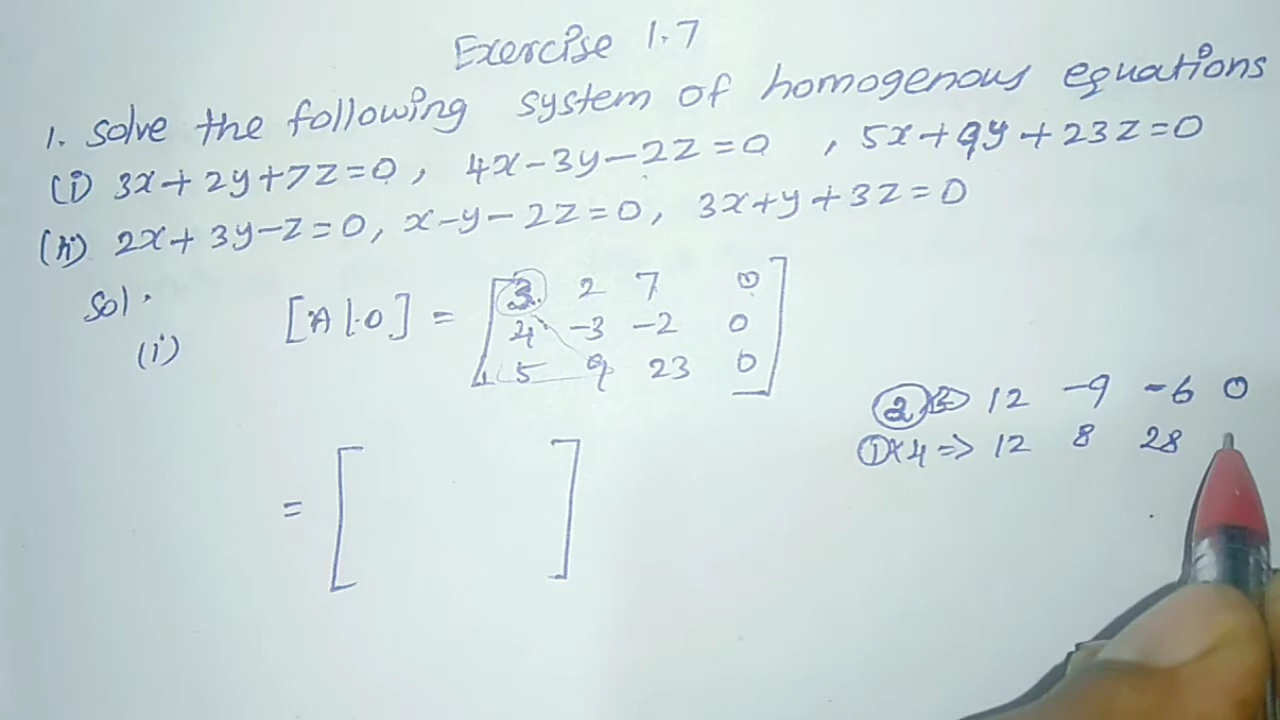 Exercise 1.7
1. solve the following system of homogenous equations
(i) 3x+2y+7z=0, 4x-3y-2z=0, 5x+9y+23z=0
(ii) 2x+3y-z=0, x-y-2z=0, 3x+y+3z=0
Sol.
(i) [A|0] = [3 2 7 0
4 -3 -2 0
5 9 23 0]
②×3⇒ 12 -9 -6 0
①×4⇒ 12 8 28
= [ ]